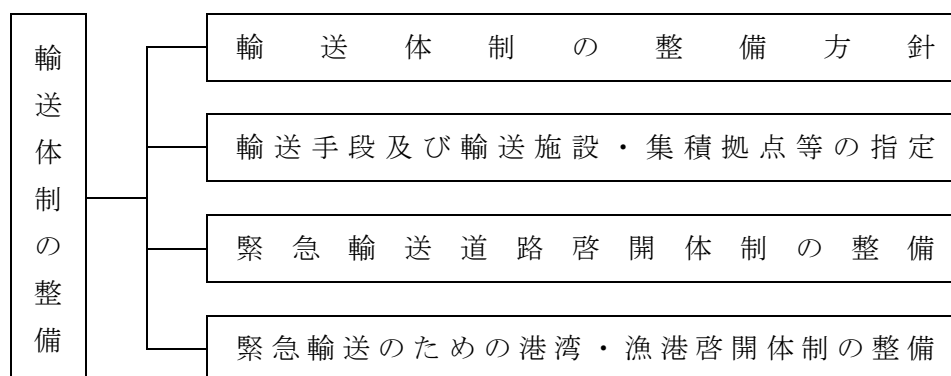 輸送体制の整備
輸送体制の整備方針
輸送手段及び輸送施設・集積拠点等の指定
緊急輸送道路啓開体制の整備
緊急輸送のための港湾・漁港啓開体制の整備